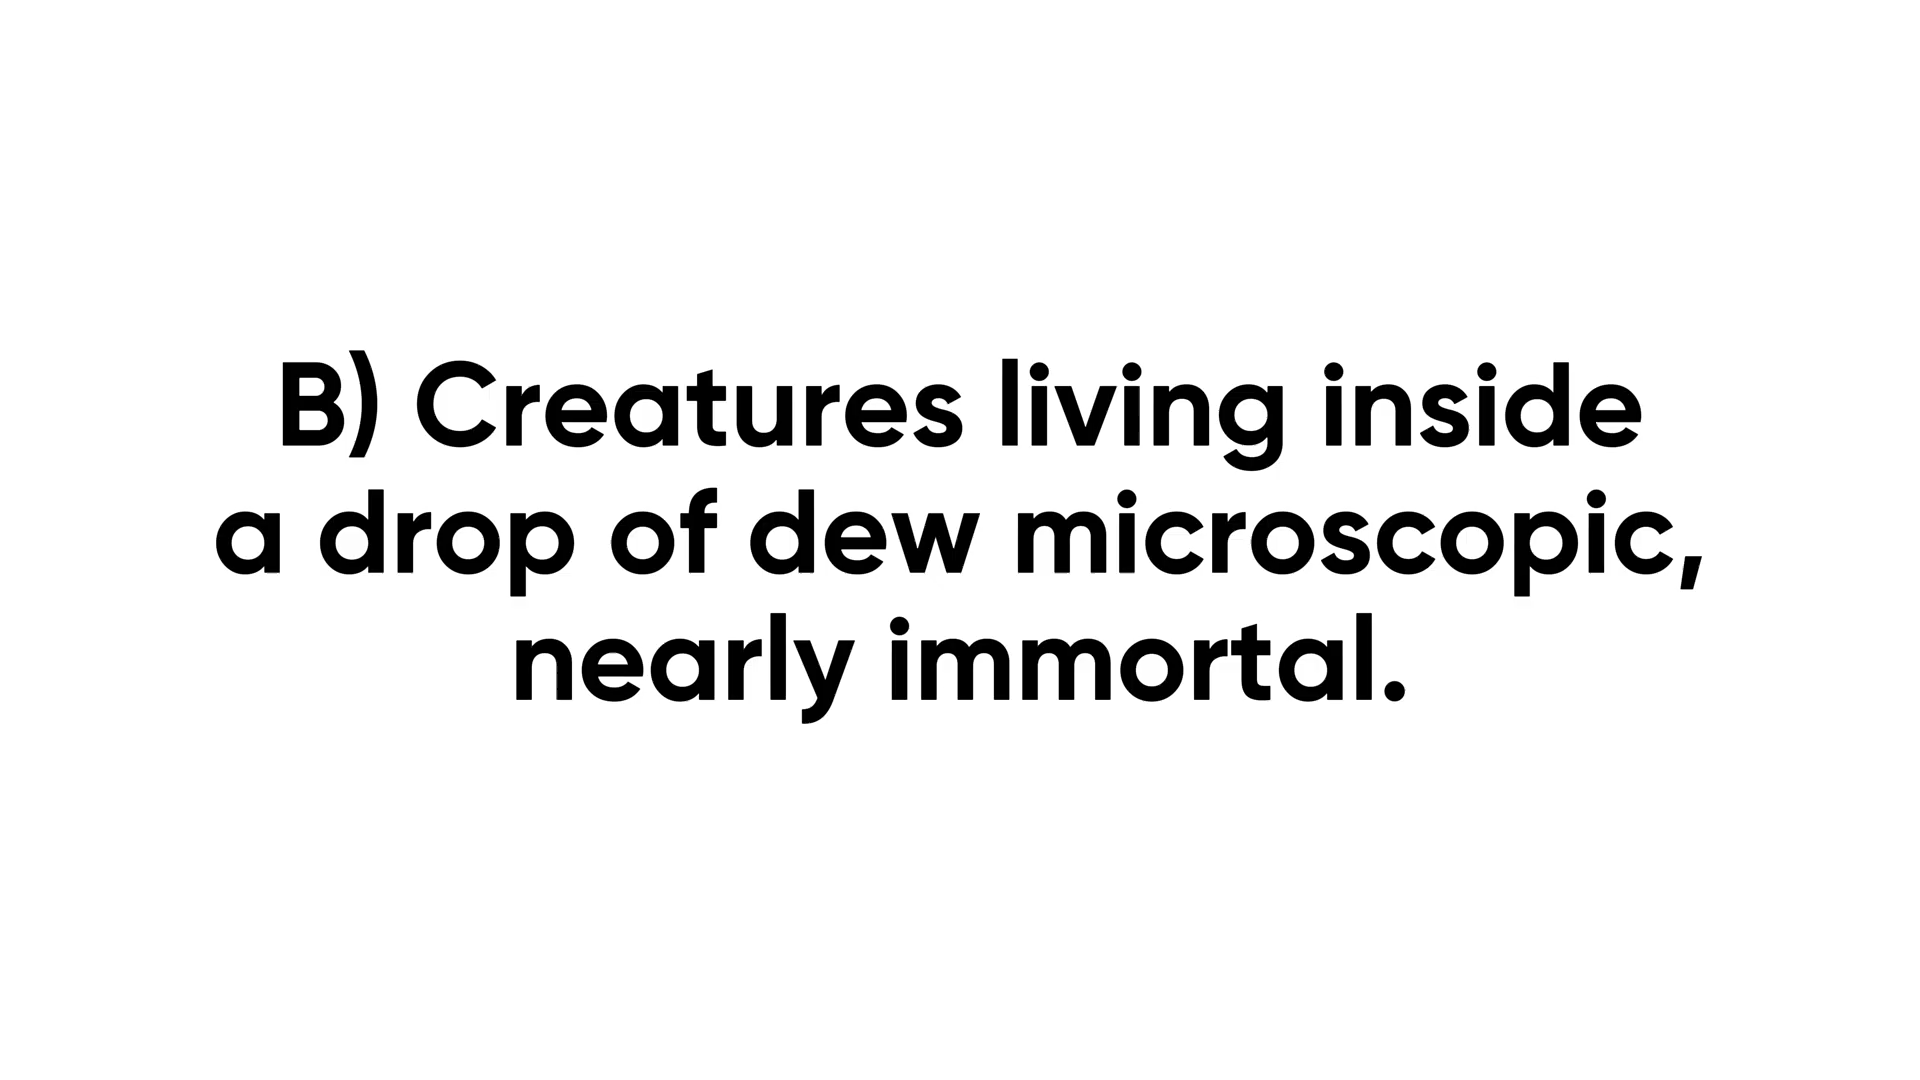 B) Creatures living inside
a drop of dew microscopic,
nearly immortal.